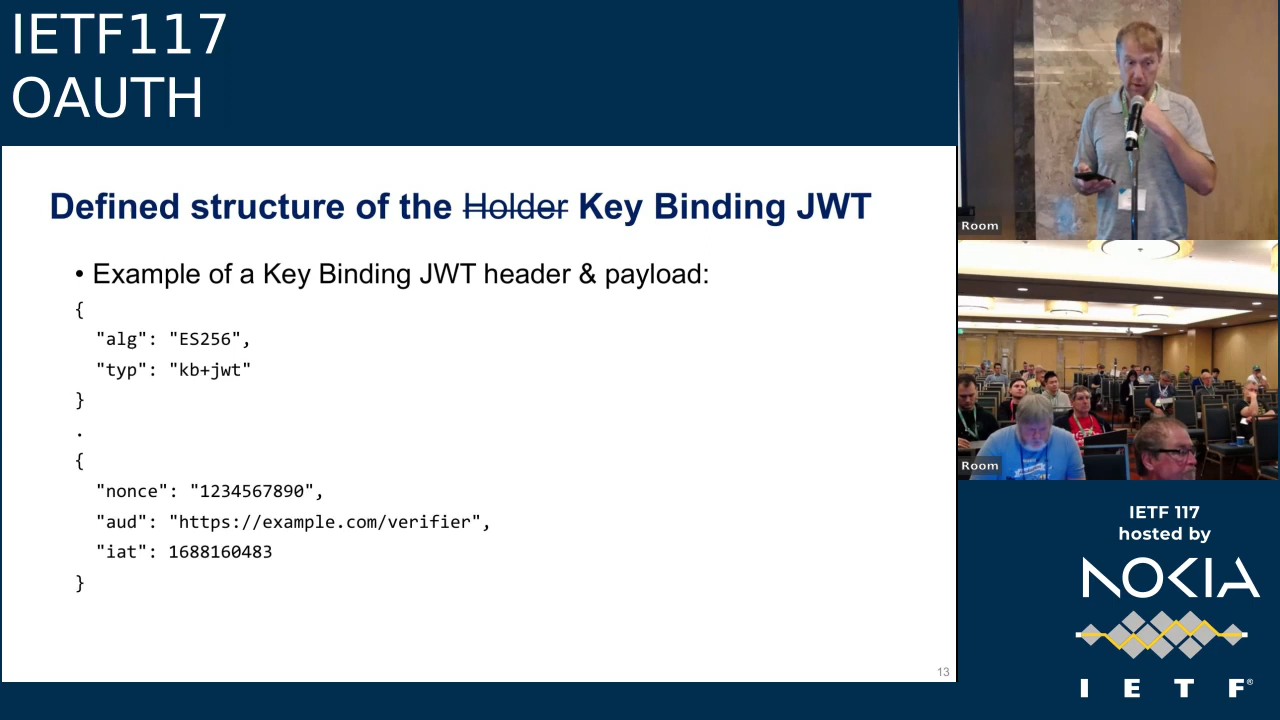 IETF117
OAUTH
Defined structure of the Holder Key Binding JWT
• Example of a Key Binding JWT header & payload:
{
"alg": "ES256",
"typ": "kb+jwt"
}
.
{
"nonce": "1234567890",
"aud": "https://example.com/verifier",
"iat": 1688160483
}
13
Room
Room
IETF 117
hosted by
NOKIA
I E T F®